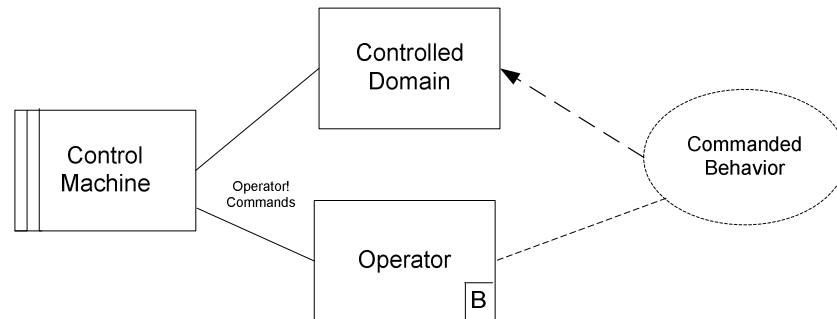 Controlled
Domain
Control
Machine
Commanded
Behavior
Operator!
Commands
Operator
B